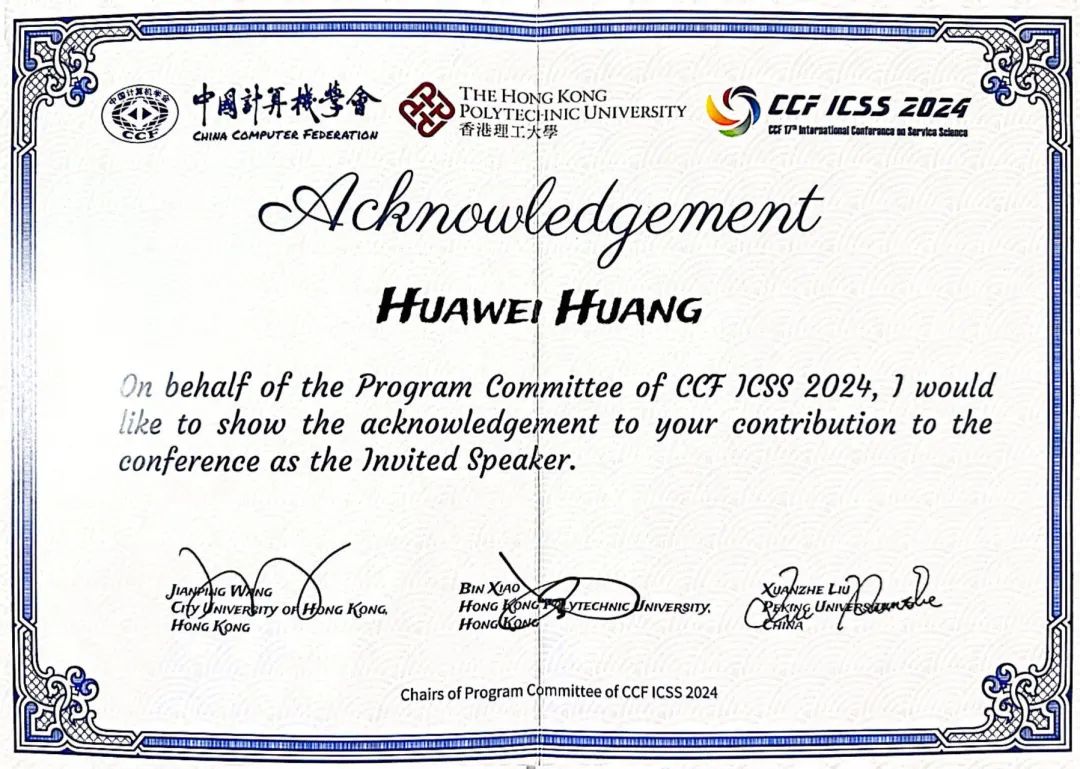 中国计算机学会
CCF
中國計算機學會
CHINA COMPUTER FEDERATION
THE HONG KONG
POLYTECHNIC UNIVERSITY
香港理工大學
CCF ICSS 2024
CCF 17th International Conference on Service Science
Acknowledgement
HUAWEI HUANG
On behalf of the Program Committee of CCF ICSS 2024, I would
like to show the acknowledgement to your contribution to the
conference as the Invited Speaker.
JIANPING WANG
CITY UNIVERSITY OF HONG KONG,
HONG KONG
BIN XIAO
HONG KONG POLYTECHNIC UNIVERSITY,
HONG KONG
XUANZHE LIU
PEKING UNIVERSITY
CHINA
Chairs of Program Committee of CCF ICSS 2024